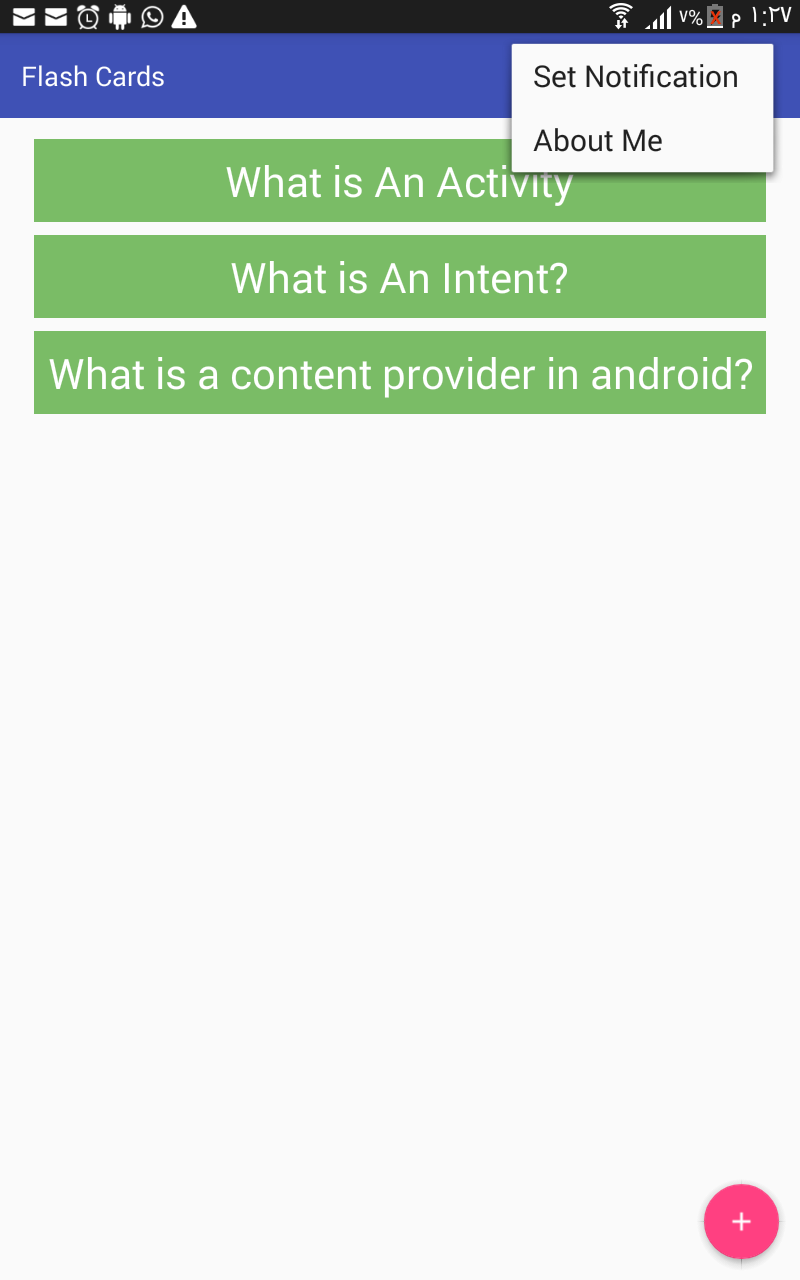 ٧% م ١:٢٧
Flash Cards
Set Notification
About Me
What is An Activity
What is An Intent?
What is a content provider in android?
+